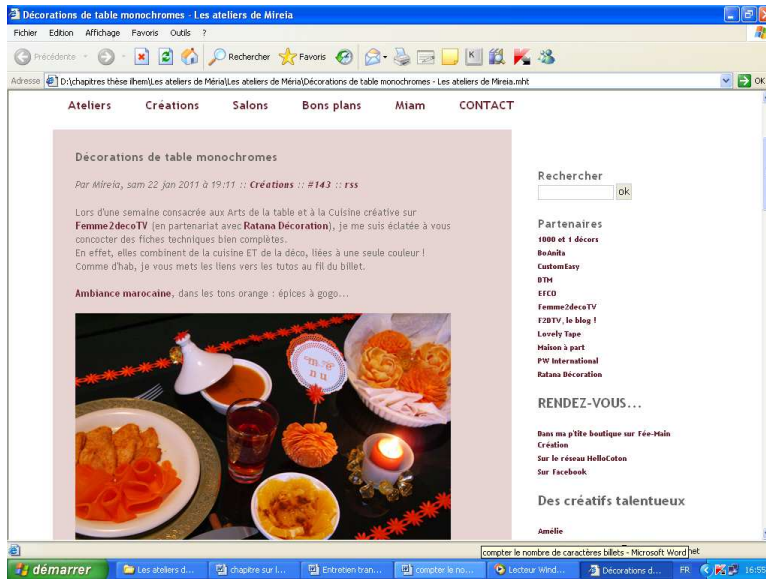 Décorations de table monochromes - Les ateliers de Mireia
Fichier Edition Affichage Favoris Outils ?
Précédente Rechercher Favoris
Adresse D:\chapitres thèse ilhem\Les ateliers de Méria\Les ateliers de Méria\Décorations de table monochromes - Les ateliers de Mireia.mht OK
Ateliers Créations Salons Bons plans Miam CONTACT
Décorations de table monochromes
Par Mireia, sam 22 jan 2011 à 19:11 :: Créations :: #143 :: rss
Lors d'une semaine consacrée aux Arts de la table et à la Cuisine créative sur
Femme2decoTV (en partenariat avec Ratana Décoration), je me suis éclatée à vous
concocter des fiches techniques bien complètes.
En effet, elles combinent de la cuisine ET de la déco, liées à une seule couleur !
Comme d'hab, je vous mets les liens vers les tutos au fil du billet.
Ambiance marocaine, dans les tons orange : épices à gogo...
me
nu
Rechercher
ok
Partenaires
1000 et 1 décors
BoAnita
CustomEasy
DTM
EFCO
Femme2decoTV
F2DTV, le blog !
Lovely Tape
Maison à part
PW International
Ratana Décoration
RENDEZ-VOUS...
Dans ma p'tite boutique sur Fée-Main
Création
Sur le réseau HelloCoton
Sur Facebook
Des créatifs talentueux
Amélie
compter le nombre de caractères billets - Microsoft Word
démarrer Les ateliers d... chapitre sur l... Entretien tran... compter le no... Lecteur Wind... Décorations d... FR 16:55